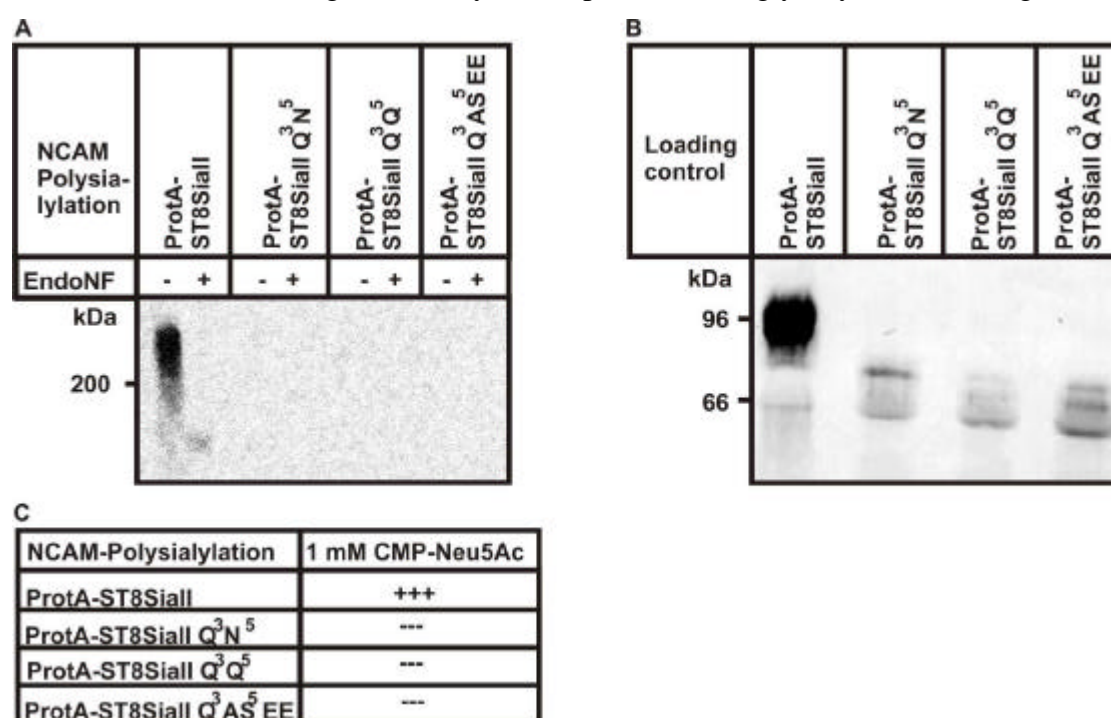 A
NCAM
Polysia-
lylation
ProtA-
ST8SiaII
ProtA-
ST8SiaII Q³N⁵
ProtA-
ST8SiaII Q³Q⁵
ProtA-
ST8SiaII Q³AS⁵EE
EndoNF - + - + - + - +
kDa
200
B
Loading
control
ProtA-
ST8SiaII
ProtA-
ST8SiaII Q³N⁵
ProtA-
ST8SiaII Q³Q⁵
ProtA-
ST8SiaII Q³AS⁵EE
kDa
96
66
C
NCAM-Polysialylation 1 mM CMP-Neu5Ac
ProtA-ST8SiaII +++
ProtA-ST8SiaII Q³N⁵ ---
ProtA-ST8SiaII Q³Q⁵ ---
ProtA-ST8SiaII Q³AS⁵EE ---